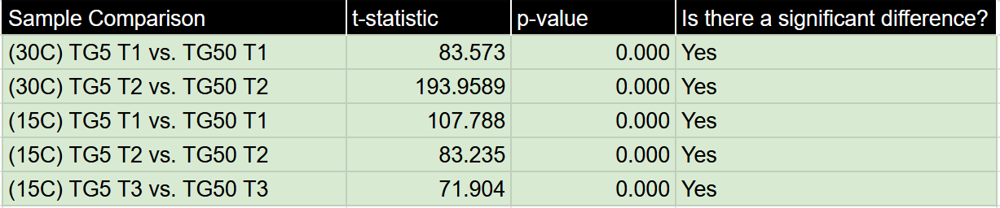 Sample Comparison t-statistic p-value Is there a significant difference?
(30C) TG5 T1 vs. TG50 T1 83.573 0.000 Yes
(30C) TG5 T2 vs. TG50 T2 193.9589 0.000 Yes
(15C) TG5 T1 vs. TG50 T1 107.788 0.000 Yes
(15C) TG5 T2 vs. TG50 T2 83.235 0.000 Yes
(15C) TG5 T3 vs. TG50 T3 71.904 0.000 Yes